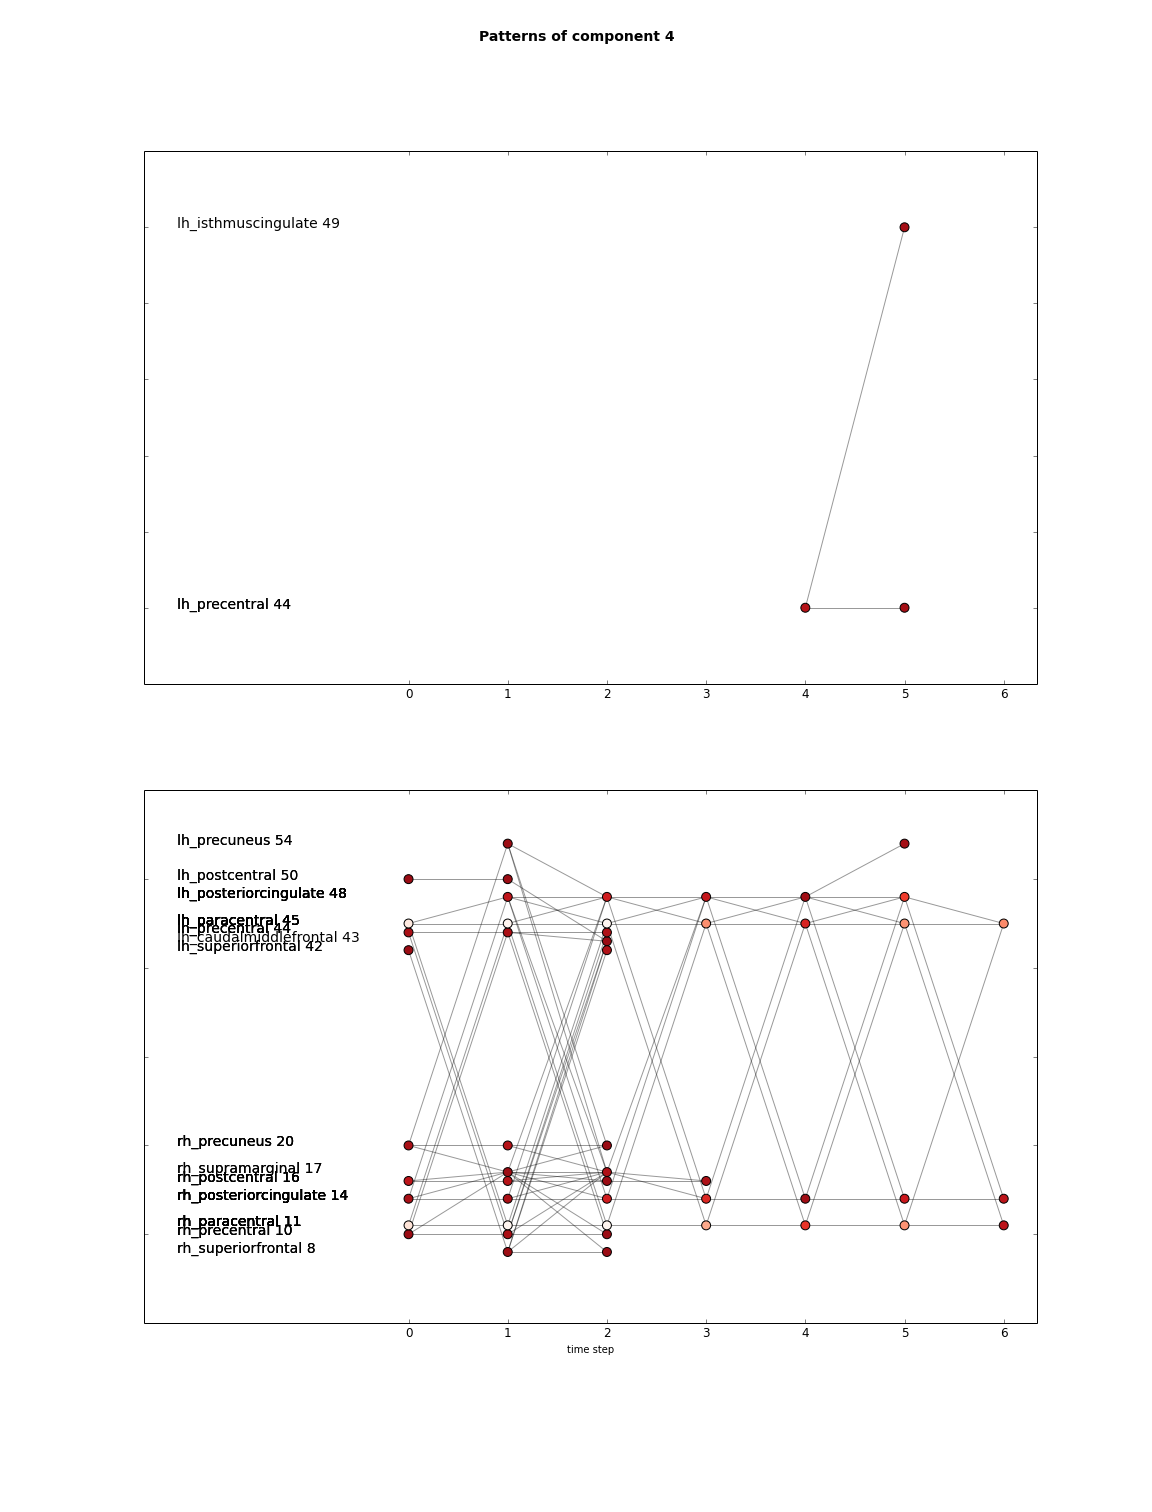 Patterns of component 4
lh_isthmuscingulate 49
lh_precentral 44
0 1 2 3 4 5 6
lh_precuneus 54
lh_postcentral 50
lh_posteriorcingulate 48
lh_paracentral 45
lh_precentral 44
lh_caudalmiddlefrontal 43
lh_superiorfrontal 42
rh_precuneus 20
rh_supramarginal 17
rh_postcentral 16
rh_posteriorcingulate 14
rh_paracentral 11
rh_precentral 10
rh_superiorfrontal 8
0 1 2 3 4 5 6
time step